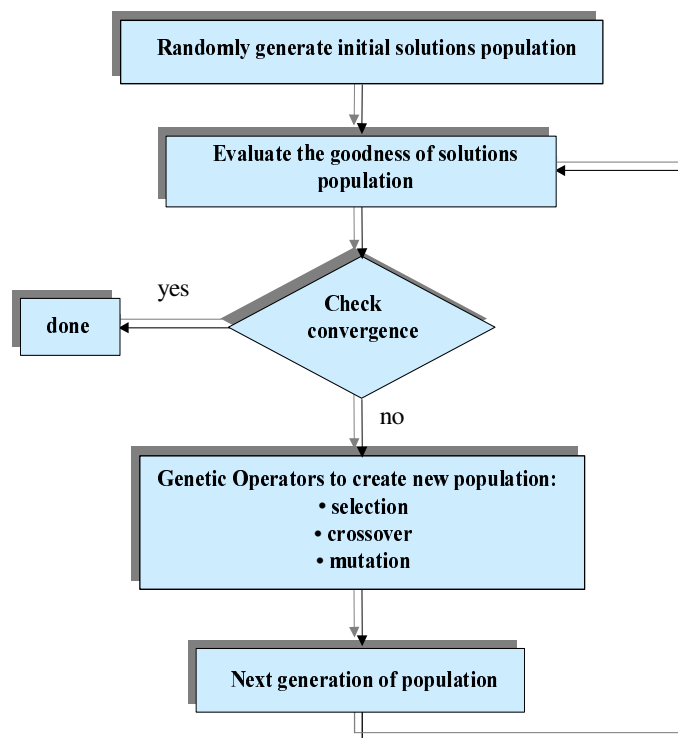 Randomly generate initial solutions population
Evaluate the goodness of solutions
population
yes
Check
convergence
done
no
Genetic Operators to create new population:
• selection
• crossover
• mutation
Next generation of population